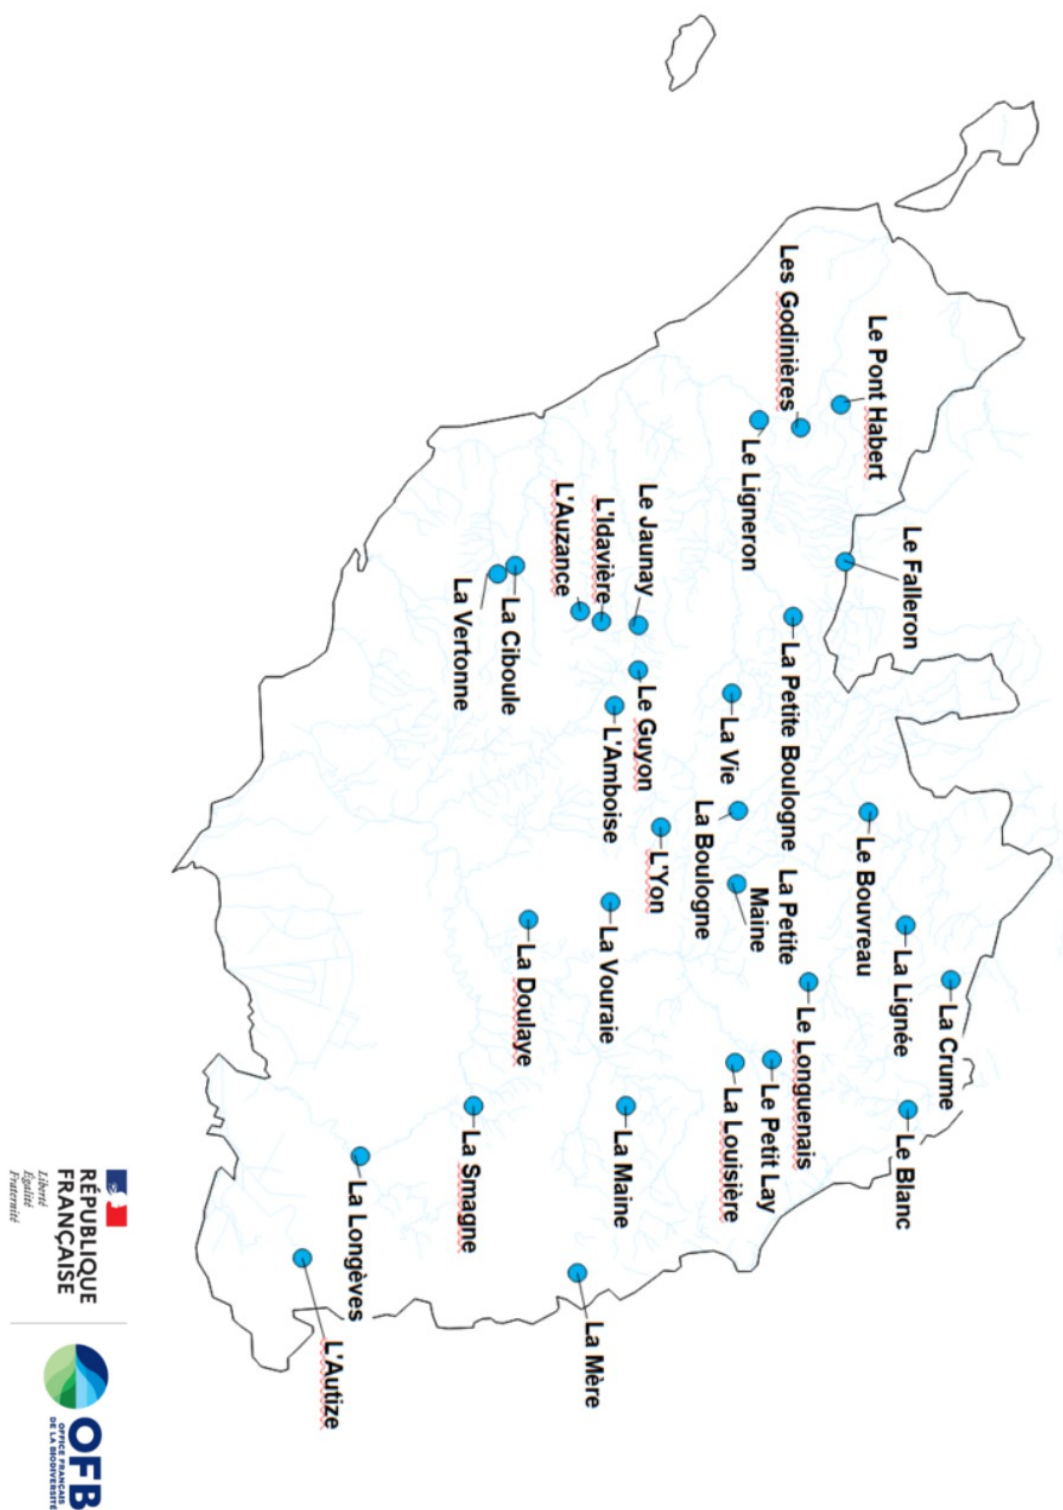 Le Pont Habert
Les Godinières
Le Ligneron
Le Falleron
La Petite Boulogne
La Vie
Le Jaunay
L'Idavière
L'Auzance
La Ciboule
La Vertonne
Le Guyon
L'Amboise
L'Yon
La Boulogne
La Petite
Maine
Le Bouvreau
La Lignée
La Crume
Le Blanc
Le Longuenais
Le Petit Lay
La Louisière
La Vouraie
La Doulaye
La Maine
La Smagne
La Longèves
L'Autize
La Mère
RÉPUBLIQUE
FRANÇAISE
Liberté
Égalité
Fraternité
OFB
OFFICE FRANÇAIS
DE LA BIODIVERSITÉ